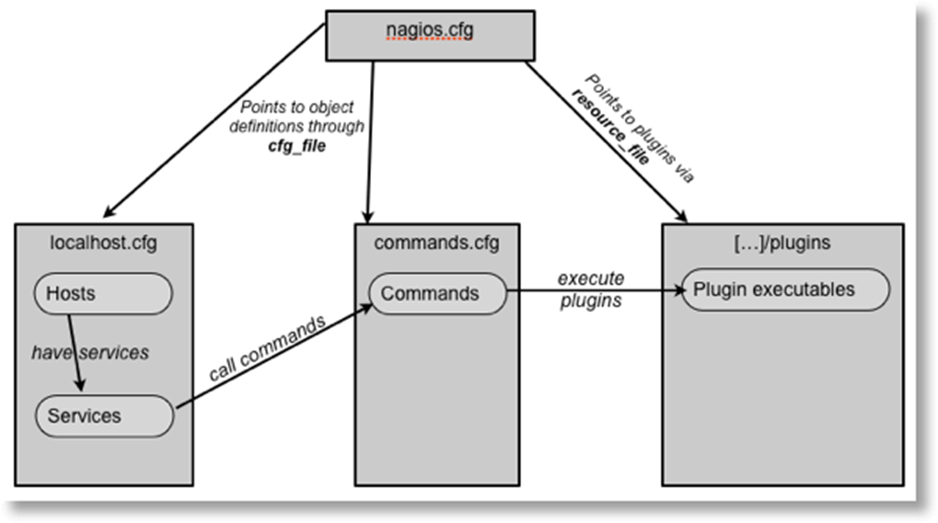 nagios.cfg
Points to object
definitions through
cfg_file
Points to plugins via
resource_file
localhost.cfg
Hosts
have services
Services
call commands
commands.cfg
Commands
execute
plugins
[...]/plugins
Plugin executables